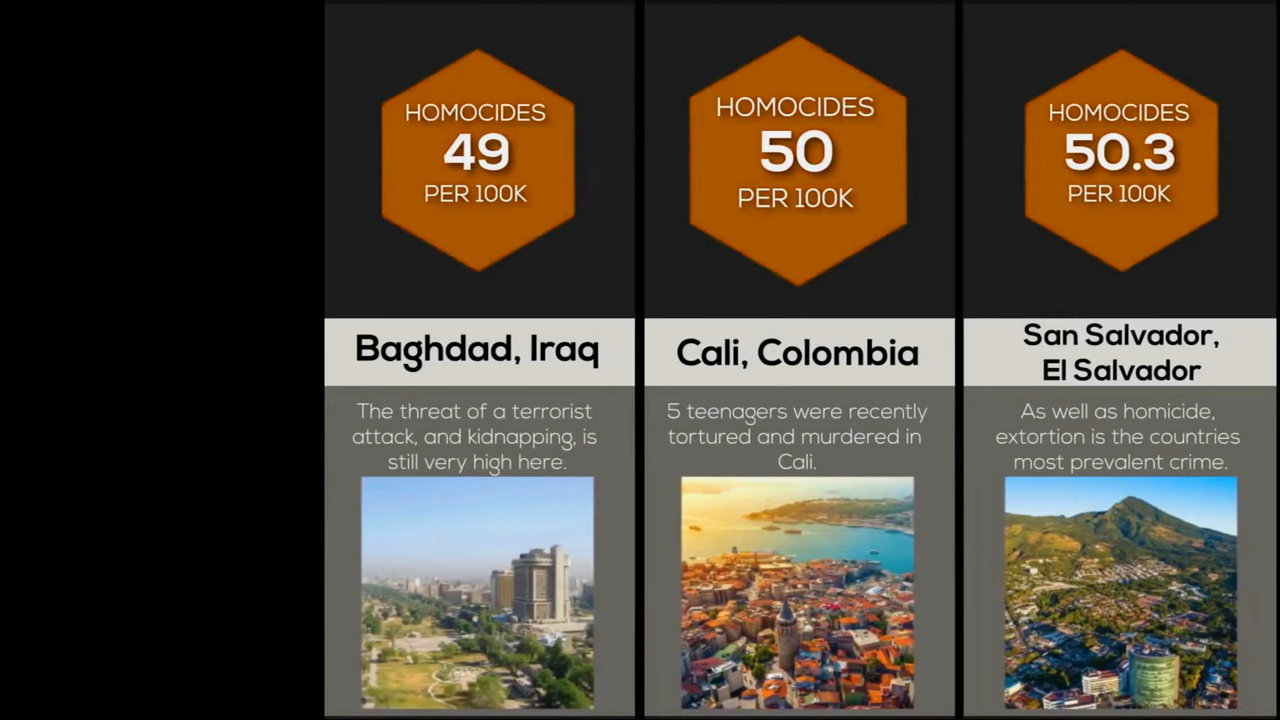 HOMOCIDES
49
PER 100K
Baghdad, Iraq
The threat of a terrorist
attack, and kidnapping, is
still very high here.
HOMOCIDES
50
PER 100K
Cali, Colombia
5 teenagers were recently
tortured and murdered in
Cali.
HOMOCIDES
50.3
PER 100K
San Salvador,
El Salvador
As well as homicide,
extortion is the countries
most prevalent crime.